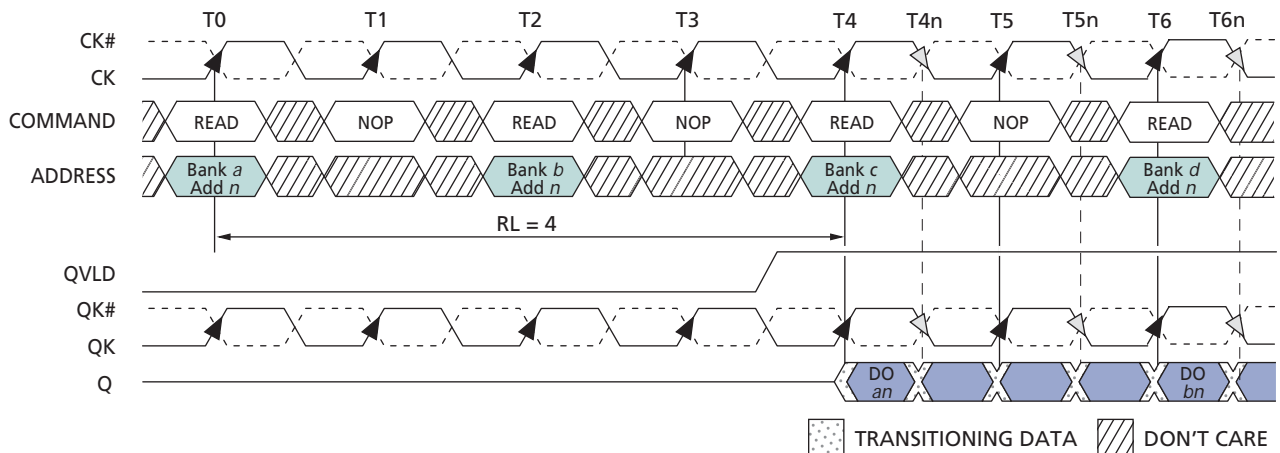 T0 T1 T2 T3 T4 T4n T5 T5n T6 T6n
CK#
CK
COMMAND READ NOP READ NOP READ NOP READ
ADDRESS Bank a Add n Bank b Add n Bank c Add n Bank d Add n
RL = 4
QVLD
QK#
QK
Q DO an DO bn
TRANSITIONING DATA DON'T CARE